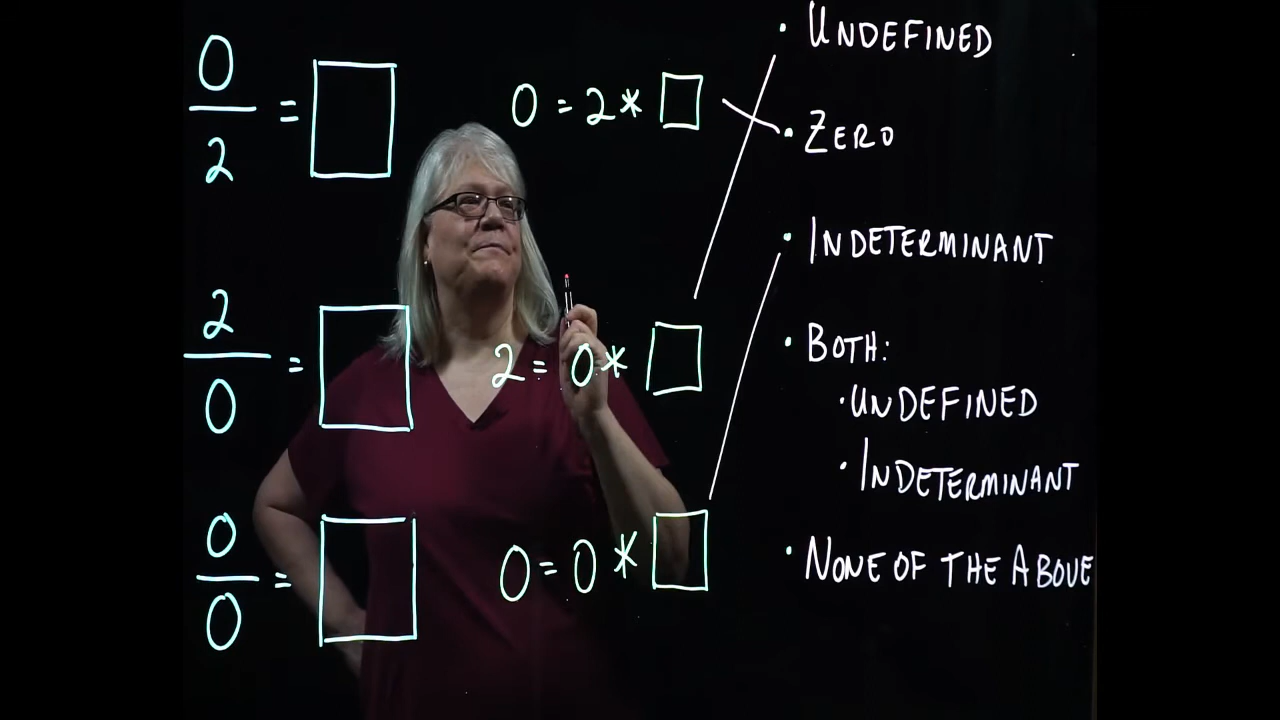 0/2 = □
0 = 2 * □
2/0 = □
2 = 0 * □
0/0 = □
0 = 0 * □
• UNDEFINED
• ZERO
• INDETERMINANT
• BOTH:
• UNDEFINED
• INDETERMINANT
• NONE OF THE ABOVE